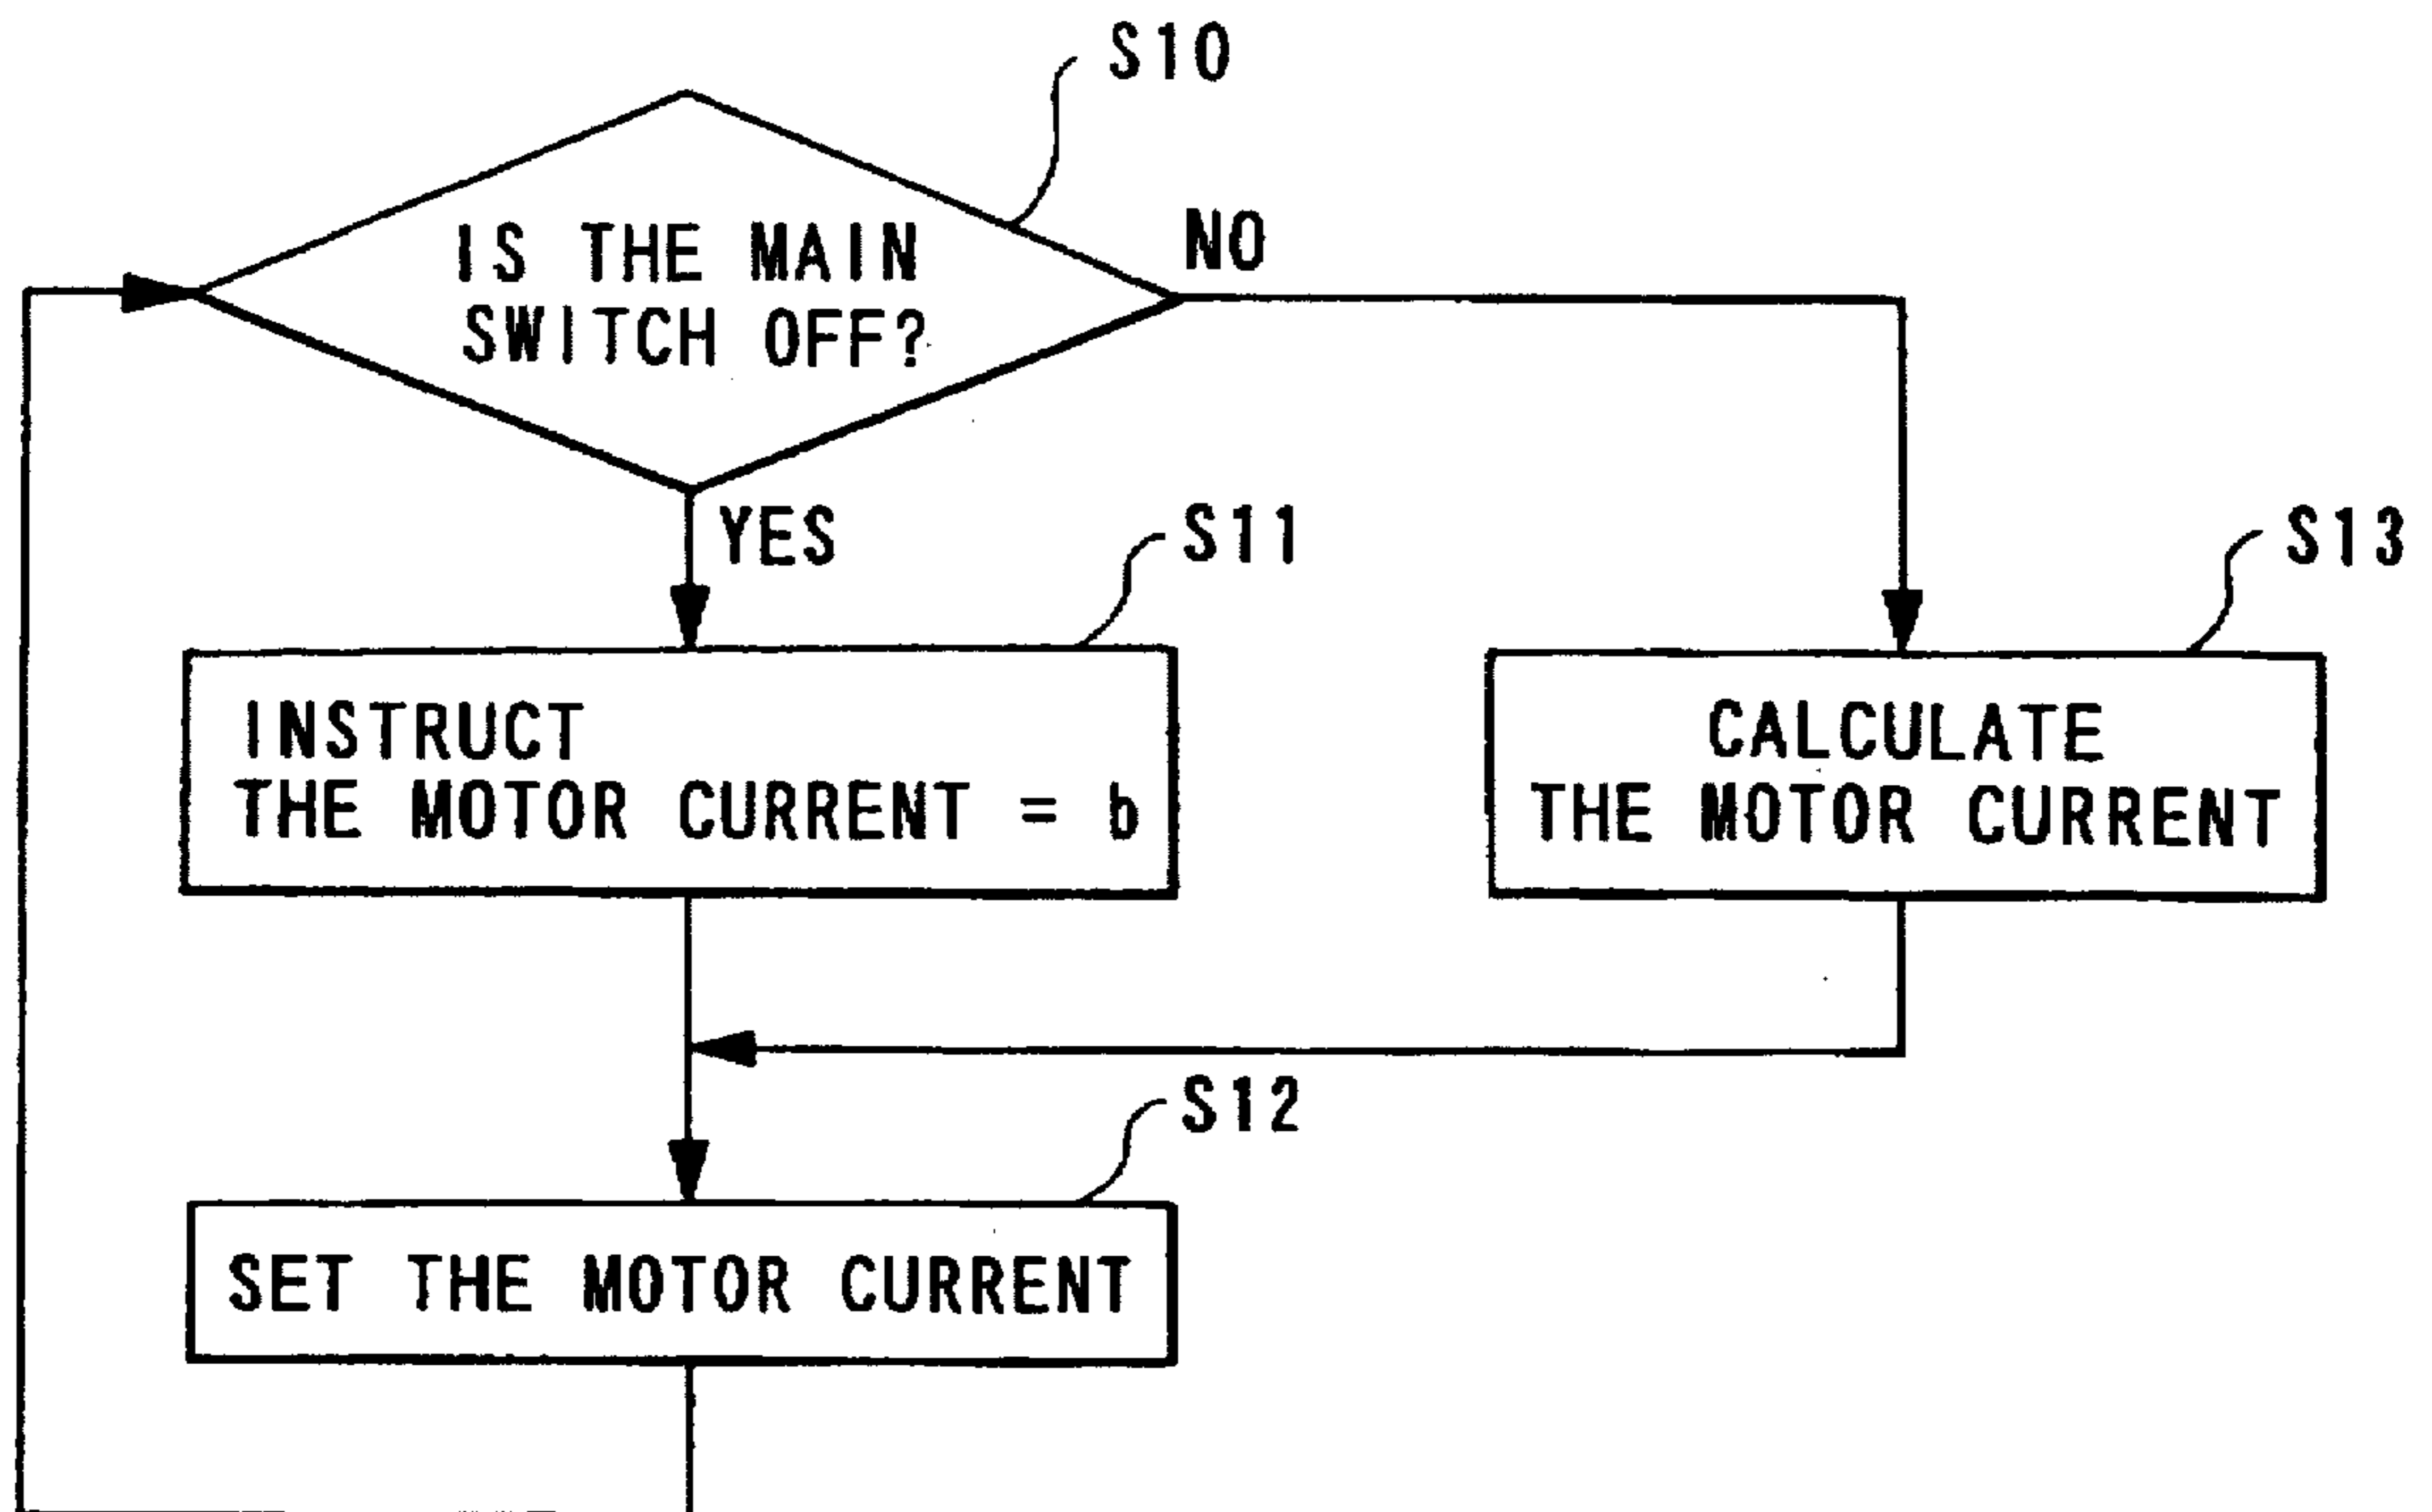 S10
IS THE MAIN
SWITCH OFF?
NO
YES
S11
S13
INSTRUCT
THE MOTOR CURRENT = b
CALCULATE
THE MOTOR CURRENT
S12
SET THE MOTOR CURRENT